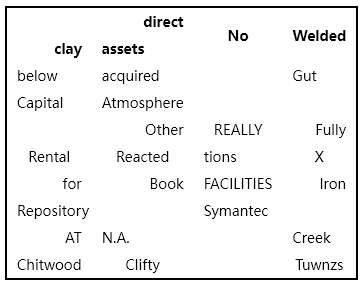 clay direct assets No Welded
below acquired Gut
Capital Atmosphere
Other REALLY Fully
Rental Reacted tions X
for Book FACILITIES Iron
Repository Symantec
AT N.A. Creek
Chitwood Clifty Tuwnzs